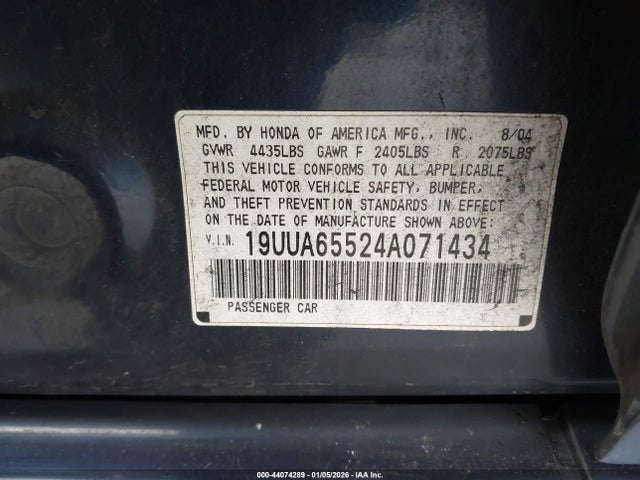 MFD. BY HONDA OF AMERICA MFG., INC. 8/04
GVWR 4435LBS GAWR F 2405LBS R 2075LBS
THIS VEHICLE CONFORMS TO ALL APPLICABLE
FEDERAL MOTOR VEHICLE SAFETY, BUMPER,
AND THEFT PREVENTION STANDARDS IN EFFECT
ON THE DATE OF MANUFACTURE SHOWN ABOVE:
V.I.N. 19UUA65524A071434
PASSENGER CAR
000-44074289 - 01/05/2026 - IAA Inc.